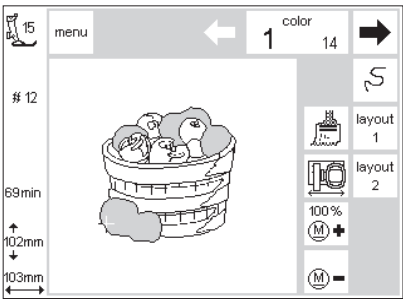 15
menu
color
1 14
# 12
layout
1
layout
2
69min
100%
M +
102mm
M -
103mm